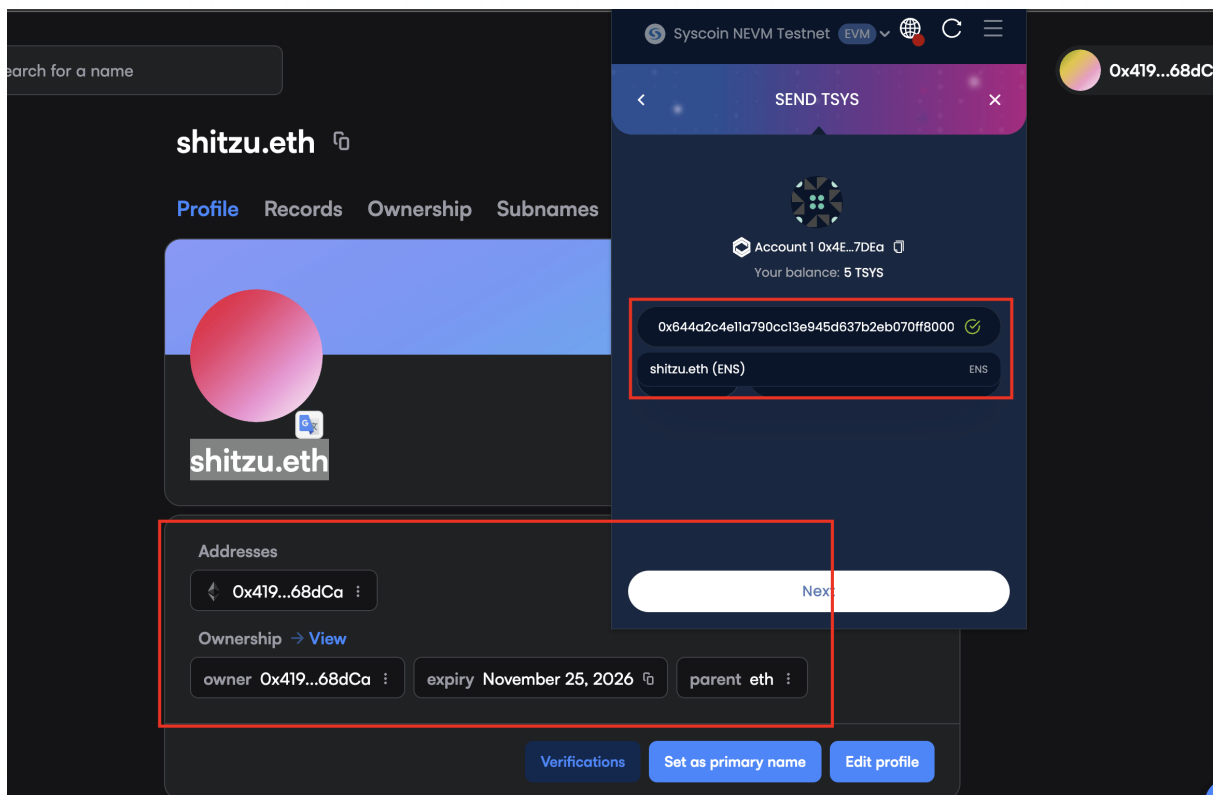 earch for a name
shitzu.eth
Profile Records Ownership Subnames
shitzu.eth
Addresses
0x419...68dCa
Ownership → View
owner 0x419...68dCa
expiry November 25, 2026
parent eth
Verifications
Set as primary name
Edit profile
Syscoin NEVM Testnet EVM
SEND TSYS
Account 1 0x4E...7DEa
Your balance: 5 TSYS
0x644a2c4e11a790cc13e945d637b2eb070ff8000
shitzu.eth (ENS) ENS
Next
0x419...68dC